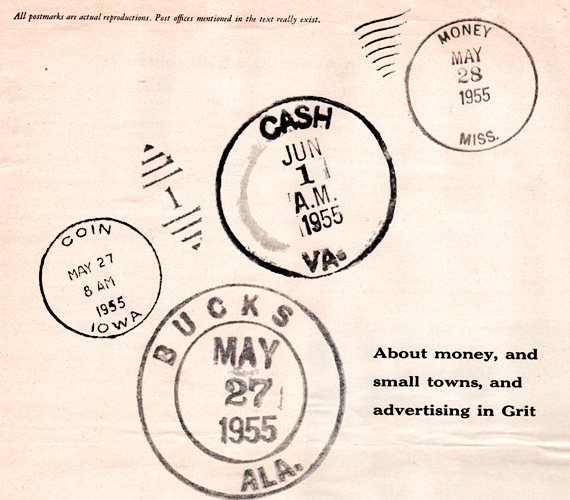 All postmarks are actual reproductions. Post offices mentioned in the text really exist.
MONEY
MAY
28
1955
MISS.
CASH
JUN
1
A.M.
1955
VA.
1
COIN
MAY 27
8 AM
1955
IOWA
BUCKS
MAY
27
1955
ALA.
About money, and
small towns, and
advertising in Grit